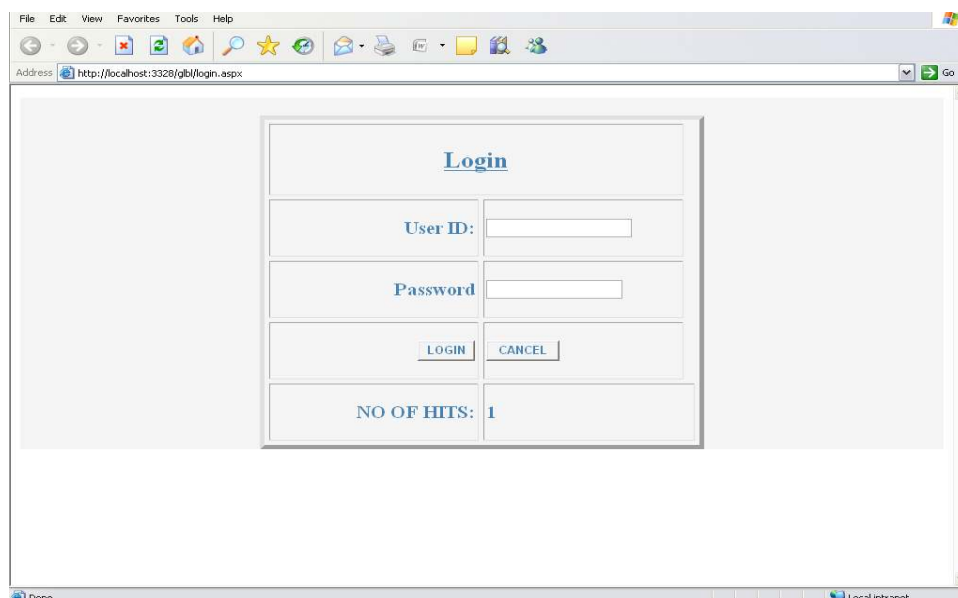 File Edit View Favorites Tools Help
Address http://localhost:3328/glbl/login.aspx Go
Login
User ID:
Password
LOGIN CANCEL
NO OF HITS: 1
Done Local intranet